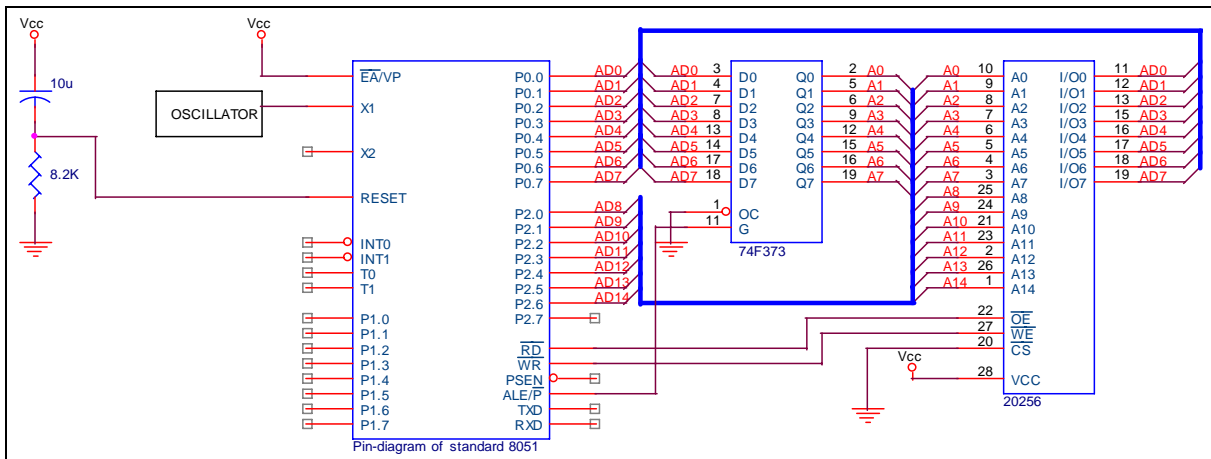 Vcc
10u
8.2K
Vcc
OSCILLATOR
EA/VP
X1
X2
RESET
INT0
INT1
T0
T1
P1.0
P1.1
P1.2
P1.3
P1.4
P1.5
P1.6
P1.7
P0.0 AD0
P0.1 AD1
P0.2 AD2
P0.3 AD3
P0.4 AD4
P0.5 AD5
P0.6 AD6
P0.7 AD7
P2.0 AD8
P2.1 AD9
P2.2 AD10
P2.3 AD11
P2.4 AD12
P2.5 AD13
P2.6 AD14
P2.7
RD
WR
PSEN
ALE/P
TXD
RXD
Pin-diagram of standard 8051
AD0 3 D0 Q0 2 A0
AD1 4 D1 Q1 5 A1
AD2 7 D2 Q2 6 A2
AD3 8 D3 Q3 9 A3
AD4 13 D4 Q4 12 A4
AD5 14 D5 Q5 15 A5
AD6 17 D6 Q6 16 A6
AD7 18 D7 Q7 19 A7
1 OC
11 G
74F373
A0 10 A0 I/O0 11 AD0
A1 9 A1 I/O1 12 AD1
A2 8 A2 I/O2 13 AD2
A3 7 A3 I/O3 15 AD3
A4 6 A4 I/O4 16 AD4
A5 5 A5 I/O5 17 AD5
A6 4 A6 I/O6 18 AD6
A7 3 A7 I/O7 19 AD7
A8 25 A8
A9 24 A9
A10 21 A10
A11 23 A11
A12 2 A12
A13 26 A13
A14 1 A14
22 OE
27 WE
20 CS
Vcc
28 VCC
20256